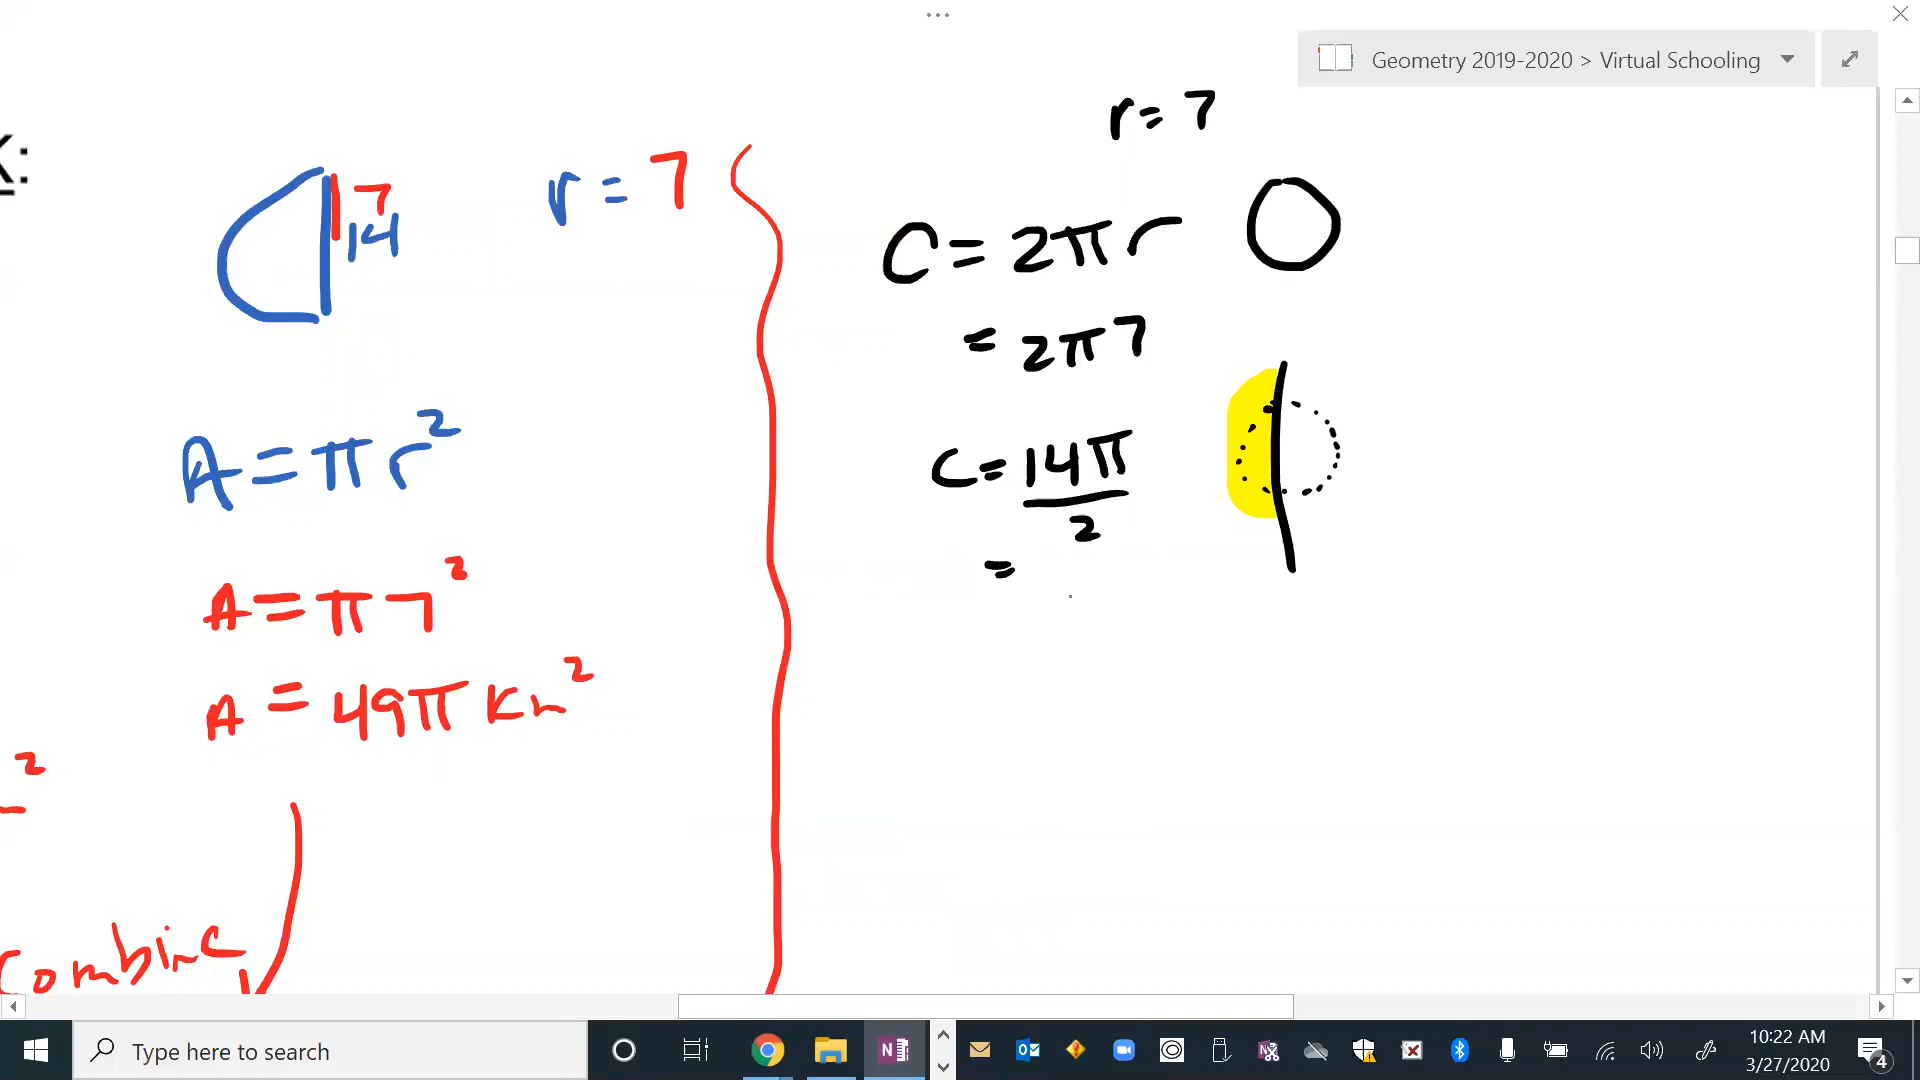 Geometry 2019-2020 > Virtual Schooling
K:
7
14
r = 7
A = πr²
A = π7²
A = 49π Km²
2
Combine
r = 7
C = 2πr
= 2π7
C = 14π
2
=
Type here to search
10:22 AM
3/27/2020
4